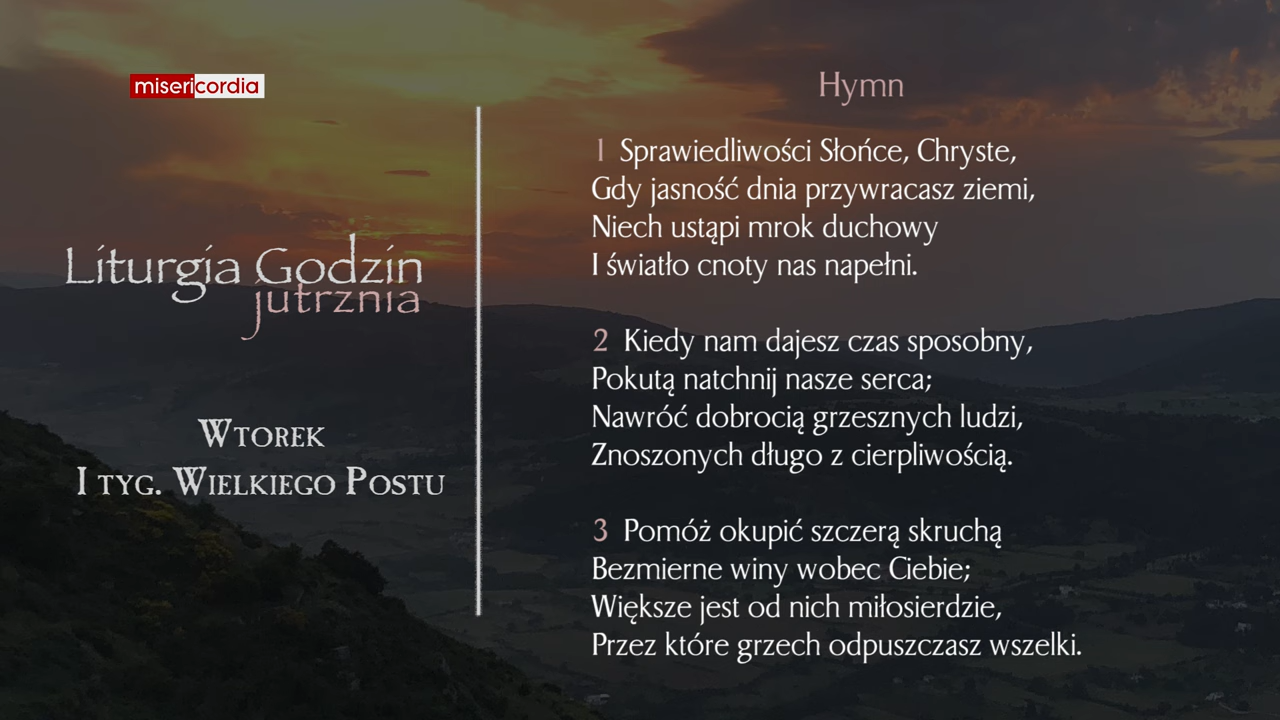 misericordia
Liturgia Godzin
jutrznia
Wtorek
I tyg. Wielkiego Postu
Hymn
1 Sprawiedliwości Słońce, Chryste,
Gdy jasność dnia przywracasz ziemi,
Niech ustąpi mrok duchowy
I światło cnoty nas napełni.
2 Kiedy nam dajesz czas sposobny,
Pokutą natchnij nasze serca;
Nawróć dobrocią grzesznych ludzi,
Znoszonych długo z cierpliwością.
3 Pomóż okupić szczerą skruchą
Bezmierne winy wobec Ciebie;
Większe jest od nich miłosierdzie,
Przez które grzech odpuszczasz wszelki.